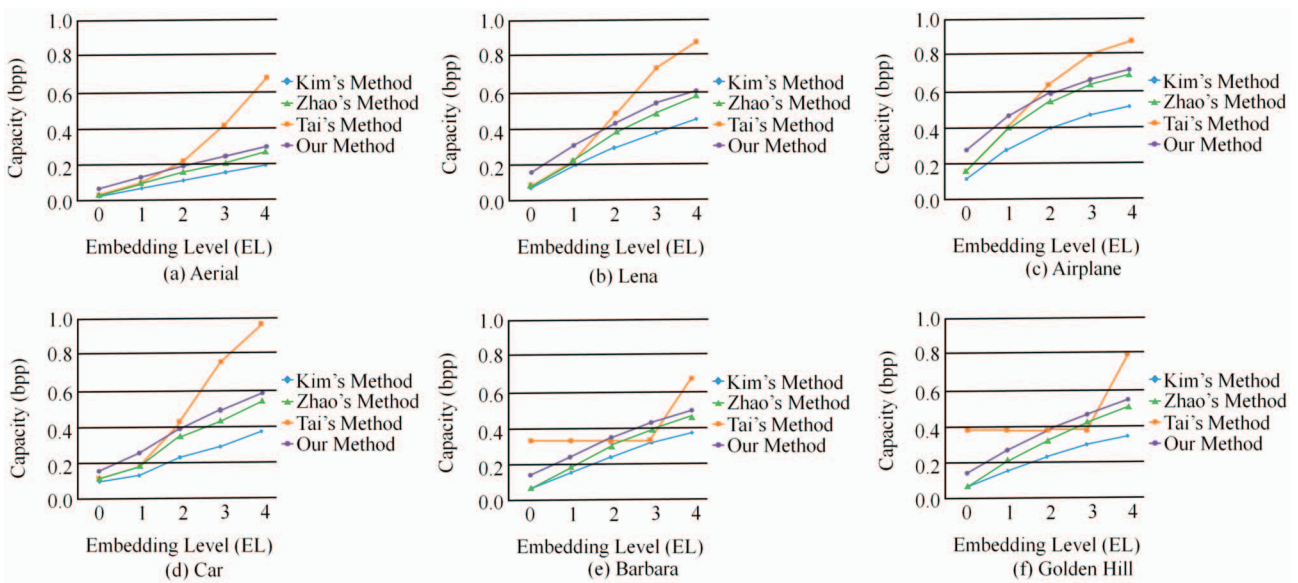 Capacity (bpp)
1.0
0.8
0.6
0.4
0.2
0.0
0 1 2 3 4
Embedding Level (EL)
(a) Aerial
Kim's Method
Zhao's Method
Tai's Method
Our Method
Capacity (bpp)
1.0
0.8
0.6
0.4
0.2
0.0
0 1 2 3 4
Embedding Level (EL)
(b) Lena
Kim's Method
Zhao's Method
Tai's Method
Our Method
Capacity (bpp)
1.0
0.8
0.6
0.4
0.2
0.0
0 1 2 3 4
Embedding Level (EL)
(c) Airplane
Kim's Method
Zhao's Method
Tai's Method
Our Method
Capacity (bpp)
1.0
0.8
0.6
0.4
0.2
0.0
0 1 2 3 4
Embedding Level (EL)
(d) Car
Kim's Method
Zhao's Method
Tai's Method
Our Method
Capacity (bpp)
1.0
0.8
0.6
0.4
0.2
0.0
0 1 2 3 4
Embedding Level (EL)
(e) Barbara
Kim's Method
Zhao's Method
Tai's Method
Our Method
Capacity (bpp)
1.0
0.8
0.6
0.4
0.2
0.0
0 1 2 3 4
Embedding Level (EL)
(f) Golden Hill
Kim's Method
Zhao's Method
Tai's Method
Our Method